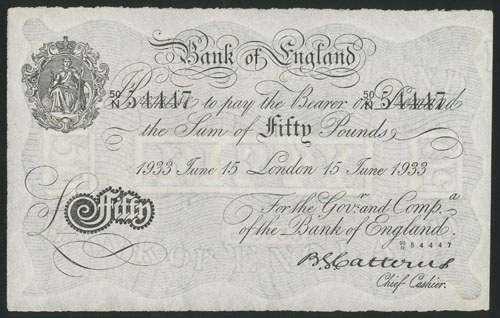 Bank of England
50/N 54447 50/N 54447
Promise to pay the Bearer on Demand
the Sum of Fifty Pounds
1933 June 15 London 15 June 1933
£ Fifty
For the Govr. and Compa.
of the Bank of England.
50/N 54447
B G Catterns
Chief Cashier.